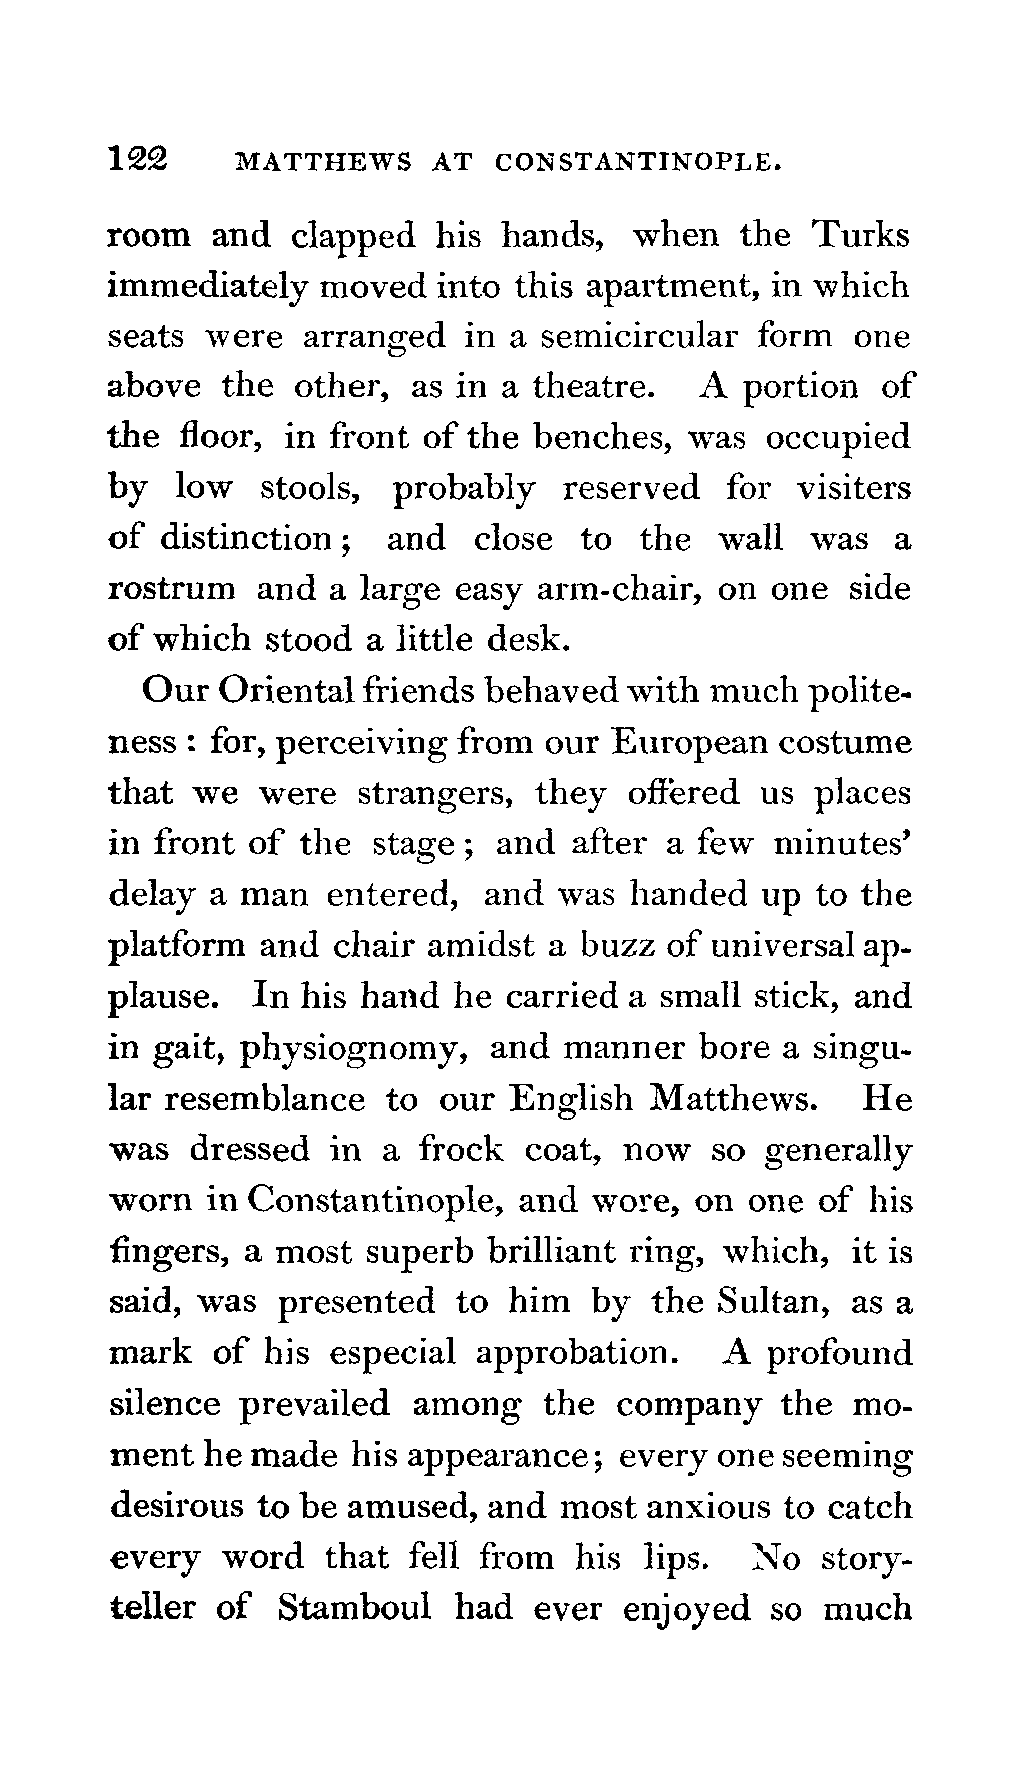 122 MATTHEWS AT CONSTANTINOPLE.
room and clapped his hands, when the Turks
immediately moved into this apartment, in which
seats were arranged in a semicircular form one
above the other, as in a theatre. A portion of
the floor, in front of the benches, was occupied
by low stools, probably reserved for visiters
of distinction; and close to the wall was a
rostrum and a large easy arm-chair, on one side
of which stood a little desk.
Our Oriental friends behaved with much polite-
ness : for, perceiving from our European costume
that we were strangers, they offered us places
in front of the stage; and after a few minutes'
delay a man entered, and was handed up to the
platform and chair amidst a buzz of universal ap-
plause. In his hand he carried a small stick, and
in gait, physiognomy, and manner bore a singu-
lar resemblance to our English Matthews. He
was dressed in a frock coat, now so generally
worn in Constantinople, and wore, on one of his
fingers, a most superb brilliant ring, which, it is
said, was presented to him by the Sultan, as a
mark of his especial approbation. A profound
silence prevailed among the company the mo-
ment he made his appearance; every one seeming
desirous to be amused, and most anxious to catch
every word that fell from his lips. No story-
teller of Stamboul had ever enjoyed so much